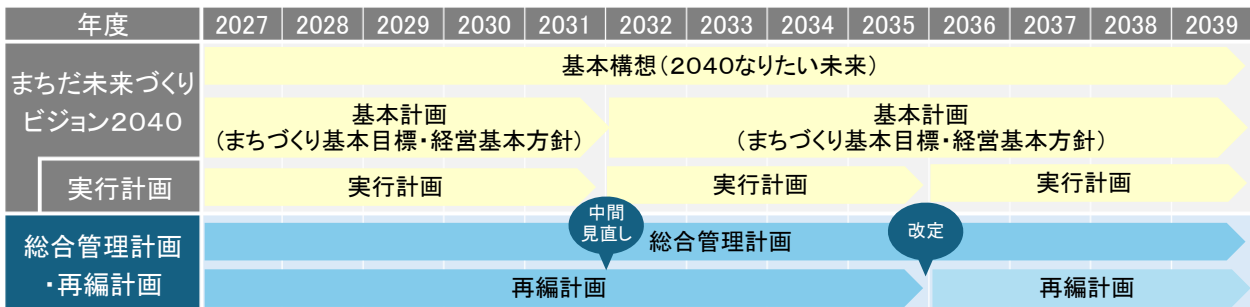 年度 2027 2028 2029 2030 2031 2032 2033 2034 2035 2036 2037 2038 2039
まちだ未来づくり
ビジョン2040
基本構想(2040なりたい未来)
基本計画
(まちづくり基本目標・経営基本方針)
基本計画
(まちづくり基本目標・経営基本方針)
実行計画 実行計画 実行計画 実行計画
中間
見直し
改定
総合管理計画
・再編計画
総合管理計画
再編計画 再編計画